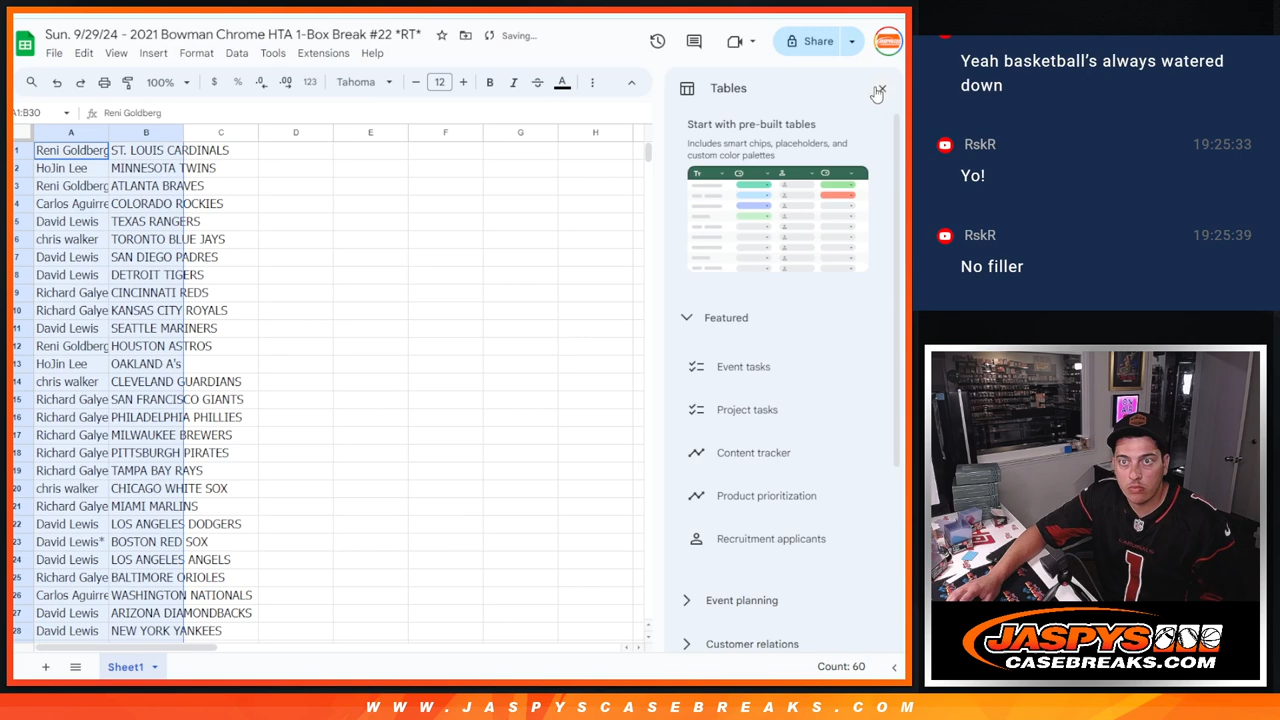 Sun. 9/29/24 - 2021 Bowman Chrome HTA 1-Box Break #22 *RT*
Saving...
File Edit View Insert Format Data Tools Extensions Help
Share
100% $ % .0 .00 123 Tahoma - 12 + B I S A
A1:B30 fx Reni Goldberg
A B C D E F G H
1 Reni Goldberg ST. LOUIS CARDINALS
2 HoJin Lee MINNESOTA TWINS
3 Reni Goldberg ATLANTA BRAVES
4 Carlos Aguirre COLORADO ROCKIES
5 David Lewis TEXAS RANGERS
6 chris walker TORONTO BLUE JAYS
7 David Lewis SAN DIEGO PADRES
8 David Lewis DETROIT TIGERS
9 Richard Galye CINCINNATI REDS
10 Richard Galye KANSAS CITY ROYALS
11 David Lewis SEATTLE MARINERS
12 Reni Goldberg HOUSTON ASTROS
13 HoJin Lee OAKLAND A's
14 chris walker CLEVELAND GUARDIANS
15 Richard Galye SAN FRANCISCO GIANTS
16 Richard Galye PHILADELPHIA PHILLIES
17 Richard Galye MILWAUKEE BREWERS
18 Richard Galye PITTSBURGH PIRATES
19 Richard Galye TAMPA BAY RAYS
20 chris walker CHICAGO WHITE SOX
21 Richard Galye MIAMI MARLINS
22 David Lewis LOS ANGELES DODGERS
23 David Lewis* BOSTON RED SOX
24 David Lewis LOS ANGELES ANGELS
25 Richard Galye BALTIMORE ORIOLES
26 Carlos Aguirre WASHINGTON NATIONALS
27 David Lewis ARIZONA DIAMONDBACKS
28 David Lewis NEW YORK YANKEES
Sheet1
Count: 60
Tables
Start with pre-built tables
Includes smart chips, placeholders, and
custom color palettes
Featured
Event tasks
Project tasks
Content tracker
Product prioritization
Recruitment applicants
Event planning
Customer relations
Yeah basketball's always watered
down
RskR 19:25:33
Yo!
RskR 19:25:39
No filler
CARDINALS
1
JASPYS
CASEBREAKS.COM
WWW.JASPYSCASEBREAKS.COM